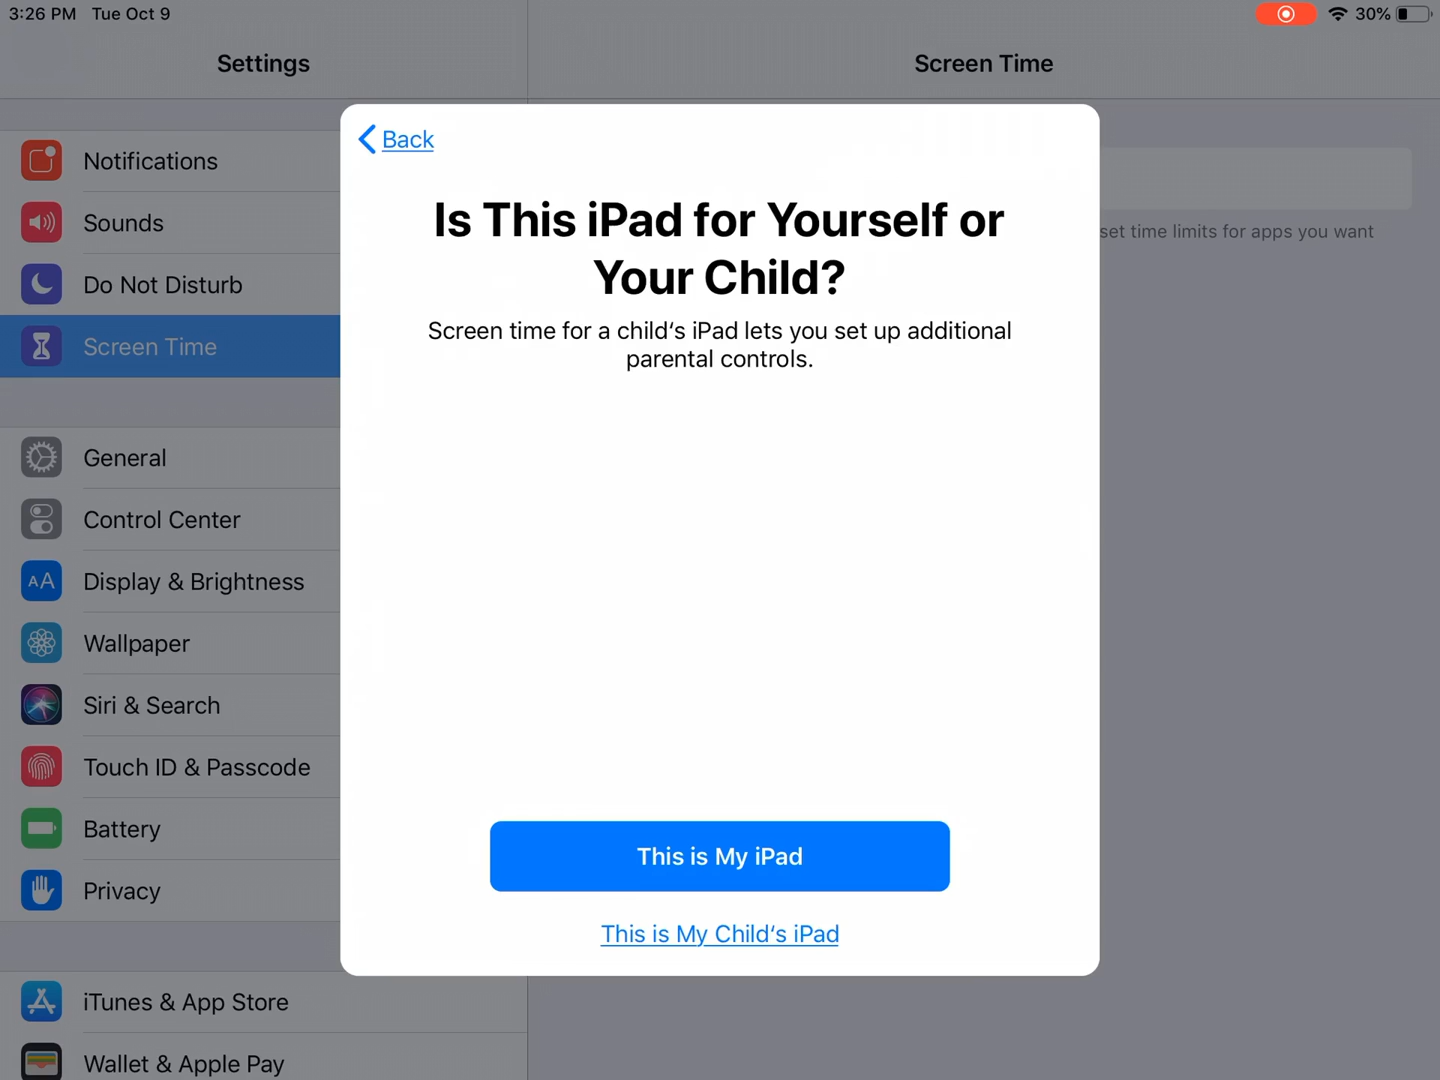 3:26 PM Tue Oct 9
30%
Settings
Screen Time
Notifications
Sounds
Do Not Disturb
Screen Time
General
Control Center
AA Display & Brightness
Wallpaper
Siri & Search
Touch ID & Passcode
Battery
Privacy
iTunes & App Store
Wallet & Apple Pay
set time limits for apps you want
Back
Is This iPad for Yourself or
Your Child?
Screen time for a child‘s iPad lets you set up additional
parental controls.
This is My iPad
This is My Child‘s iPad